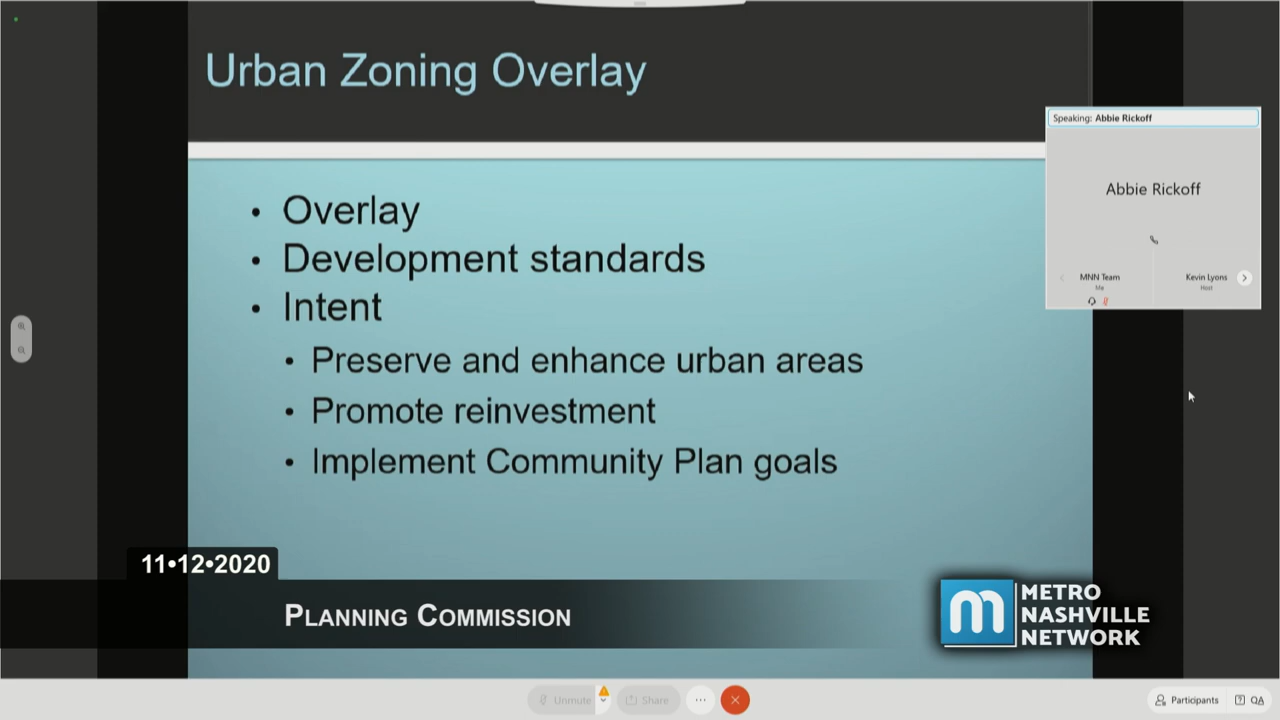 Urban Zoning Overlay
Speaking: Abbie Rickoff
Abbie Rickoff
MNN Team
Me
Kevin Lyons
Host
• Overlay
• Development standards
• Intent
• Preserve and enhance urban areas
• Promote reinvestment
• Implement Community Plan goals
11•12•2020
PLANNING COMMISSION
m METRO
NASHVILLE
NETWORK
Unmute
Share
Participants
QA